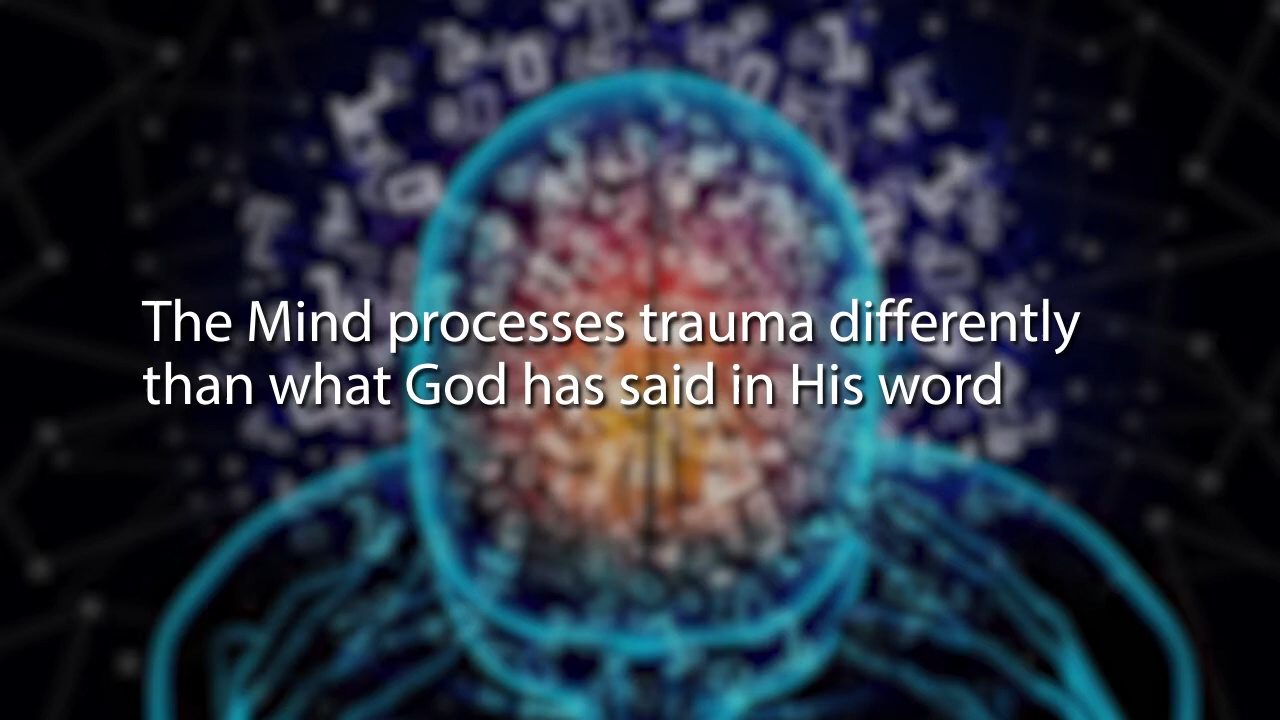 The Mind processes trauma differently
than what God has said in His word